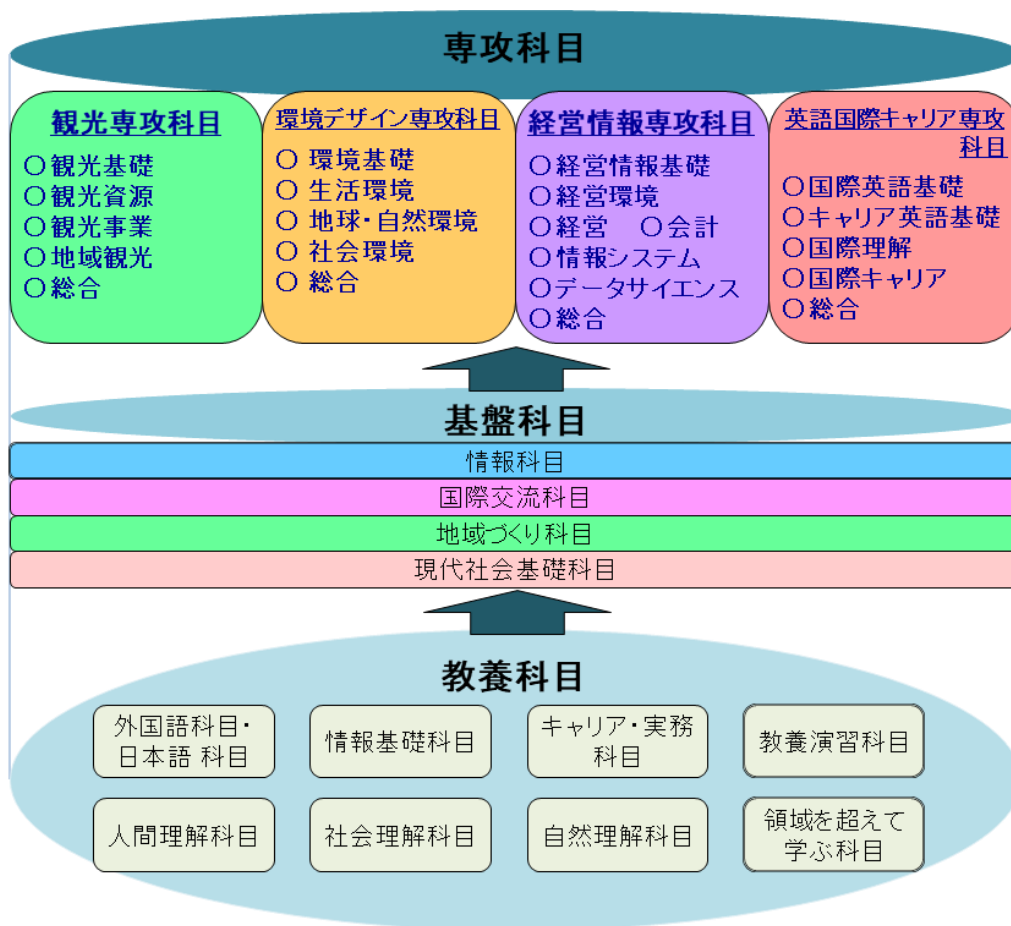 専攻科目
観光専攻科目
○観光基礎
○観光資源
○観光事業
○地域観光
○総合
環境デザイン専攻科目
○ 環境基礎
○ 生活環境
○ 地球・自然環境
○ 社会環境
○ 総合
経営情報専攻科目
○経営情報基礎
○経営環境
○経営　○会計
○情報システム
○データサイエンス
○総合
英語国際キャリア専攻
科目
○国際英語基礎
○キャリア英語基礎
○国際理解
○国際キャリア
○総合
基盤科目
情報科目
国際交流科目
地域づくり科目
現代社会基礎科目
教養科目
外国語科目・
日本語 科目
情報基礎科目
キャリア・実務
科目
教養演習科目
人間理解科目
社会理解科目
自然理解科目
領域を超えて
学ぶ科目